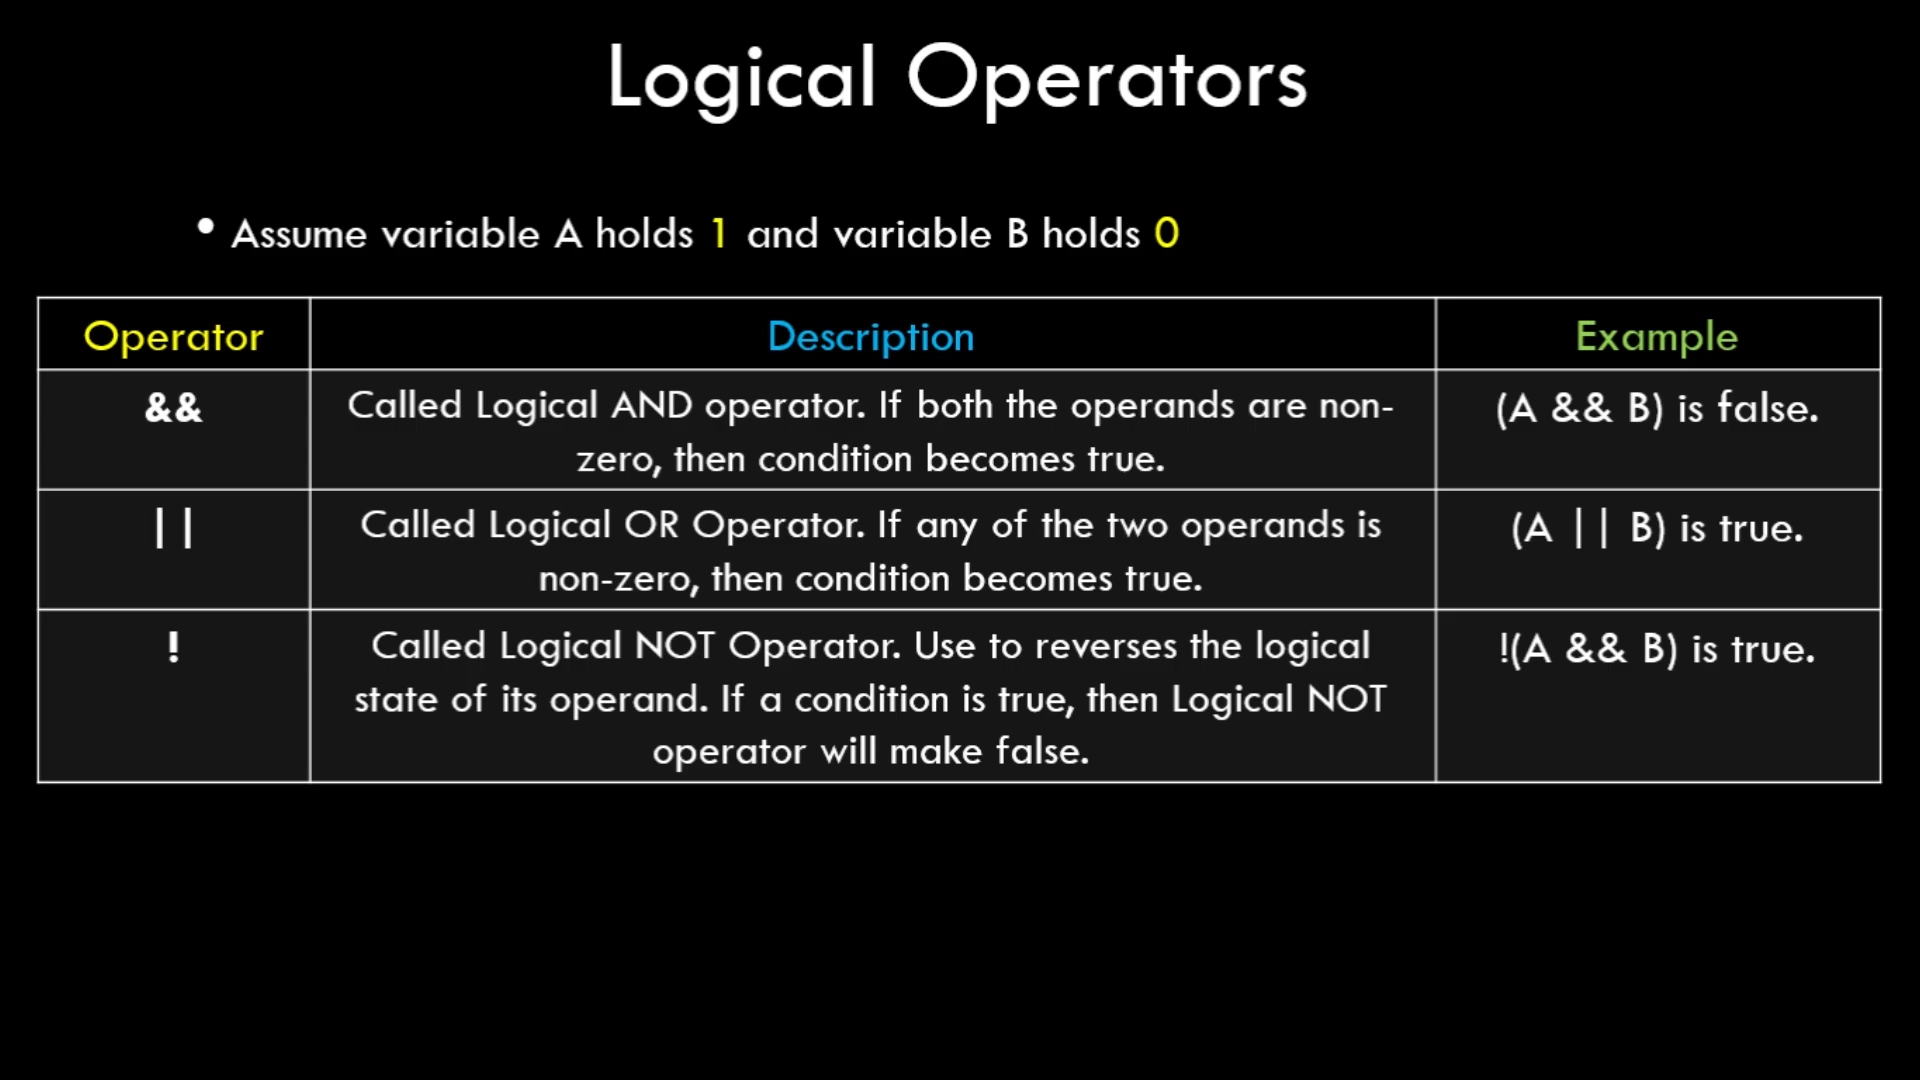 Logical Operators
• Assume variable A holds 1 and variable B holds 0
Operator Description Example
&& Called Logical AND operator. If both the operands are non- (A && B) is false.
zero, then condition becomes true.
|| Called Logical OR Operator. If any of the two operands is (A || B) is true.
non-zero, then condition becomes true.
! Called Logical NOT Operator. Use to reverses the logical !(A && B) is true.
state of its operand. If a condition is true, then Logical NOT
operator will make false.